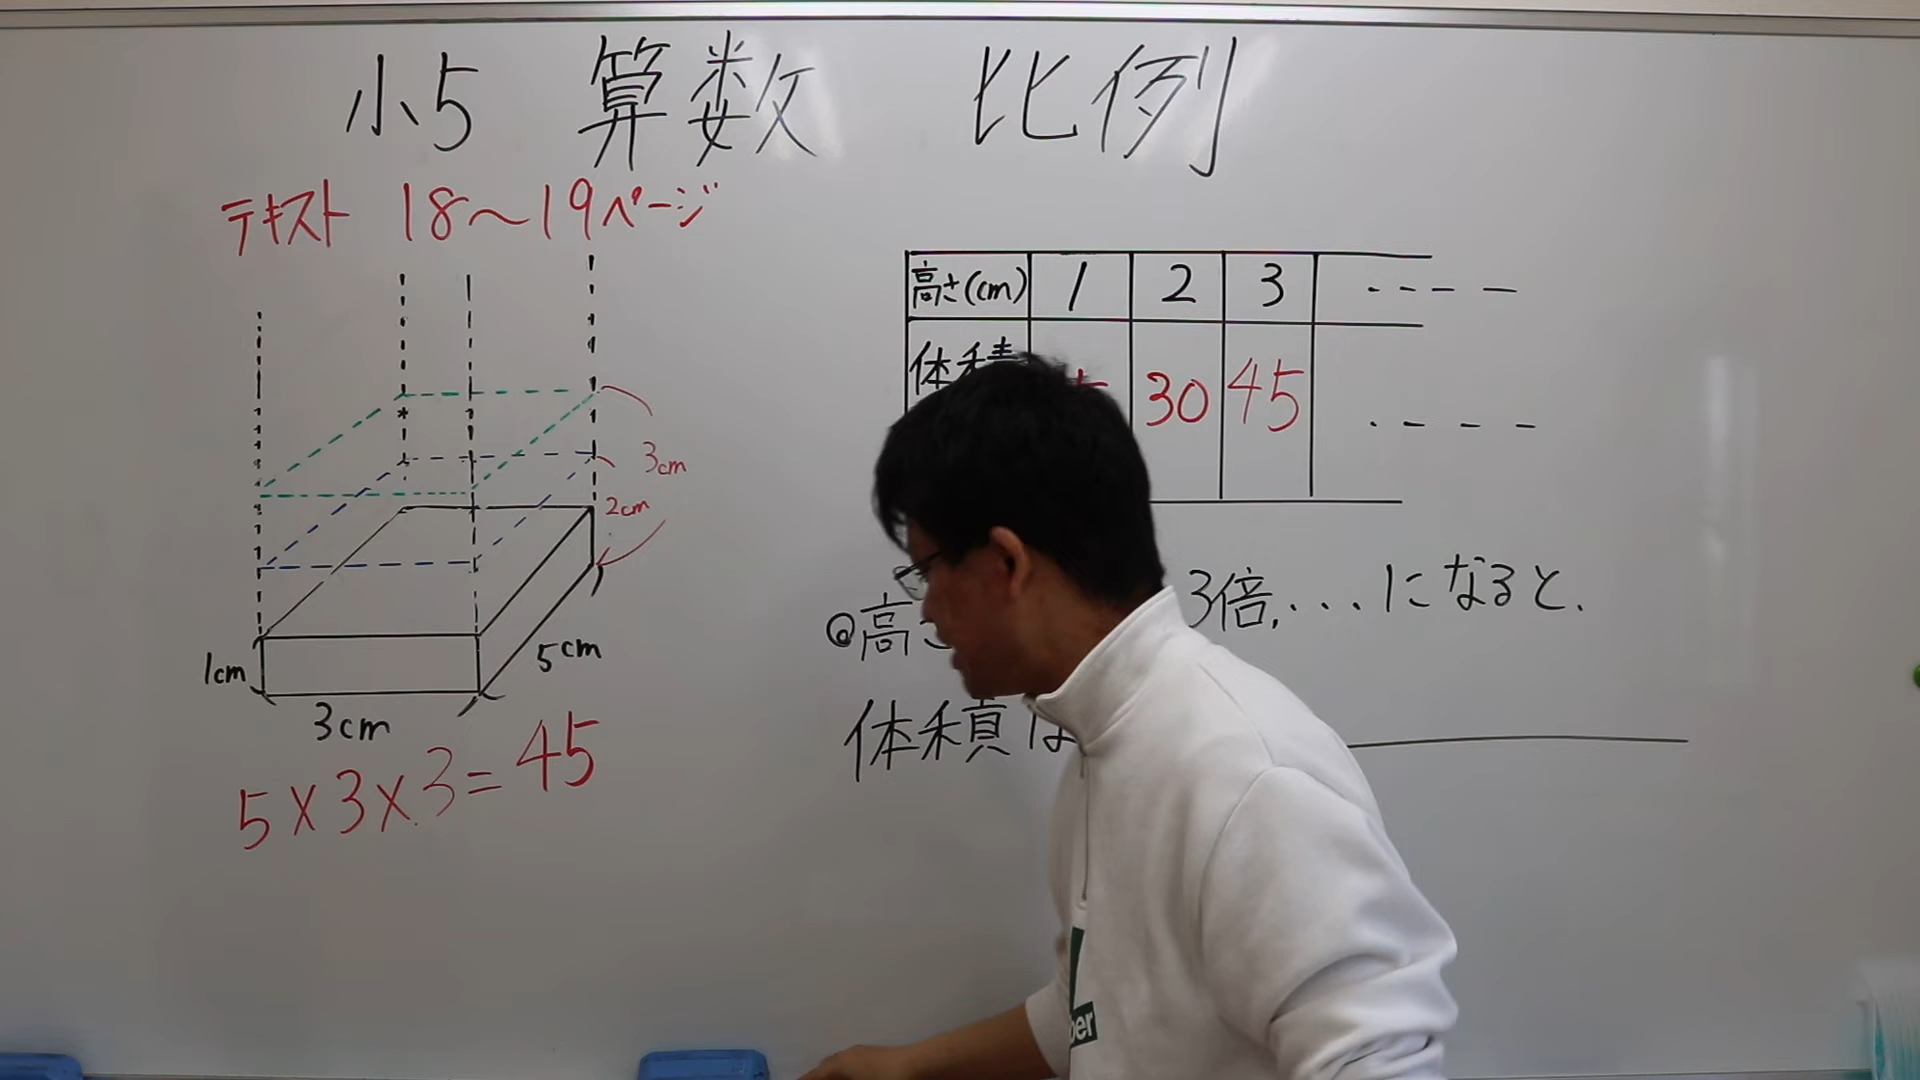 小5 算数 比例
テキスト 18〜19ページ
高さ(cm) 1 2 3 ----
体積 30 45 ----
3cm
2cm
1cm
5cm
3cm
5×3×3=45
◎高さ 3倍,...になると、
体積は